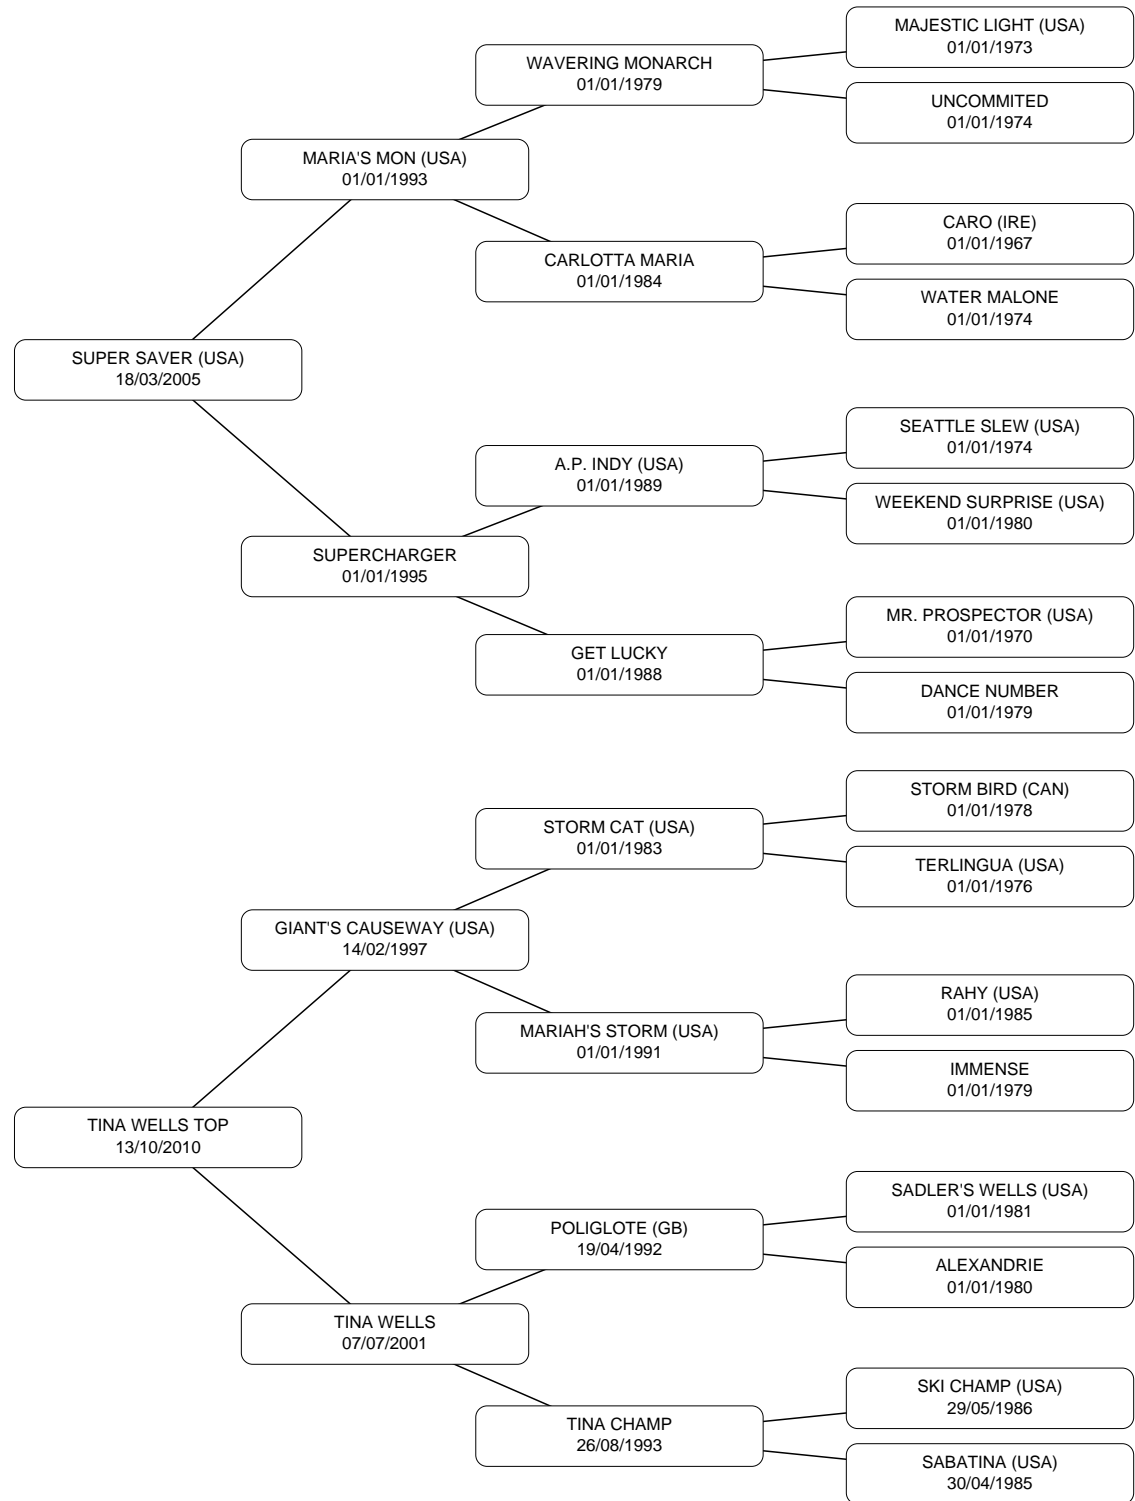 MAJESTIC LIGHT (USA)
01/01/1973
WAVERING MONARCH
01/01/1979
UNCOMMITED
01/01/1974
MARIA'S MON (USA)
01/01/1993
CARO (IRE)
01/01/1967
CARLOTTA MARIA
01/01/1984
WATER MALONE
01/01/1974
SUPER SAVER (USA)
18/03/2005
SEATTLE SLEW (USA)
01/01/1974
A.P. INDY (USA)
01/01/1989
WEEKEND SURPRISE (USA)
01/01/1980
SUPERCHARGER
01/01/1995
MR. PROSPECTOR (USA)
01/01/1970
GET LUCKY
01/01/1988
DANCE NUMBER
01/01/1979
STORM BIRD (CAN)
01/01/1978
STORM CAT (USA)
01/01/1983
TERLINGUA (USA)
01/01/1976
GIANT'S CAUSEWAY (USA)
14/02/1997
RAHY (USA)
01/01/1985
MARIAH'S STORM (USA)
01/01/1991
IMMENSE
01/01/1979
TINA WELLS TOP
13/10/2010
SADLER'S WELLS (USA)
01/01/1981
POLIGLOTE (GB)
19/04/1992
ALEXANDRIE
01/01/1980
TINA WELLS
07/07/2001
SKI CHAMP (USA)
29/05/1986
TINA CHAMP
26/08/1993
SABATINA (USA)
30/04/1985